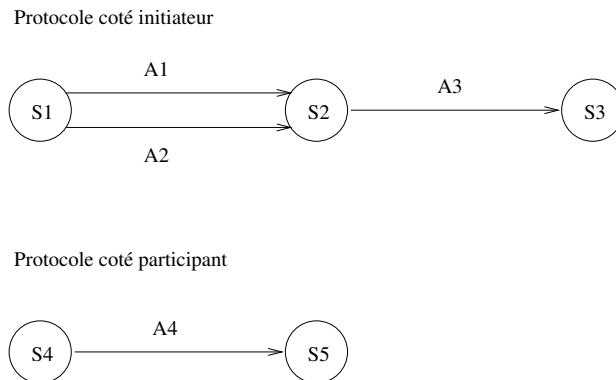 Protocole coté initiateur
A1
S1
S2
A3
S3
A2
Protocole coté participant
A4
S4
S5